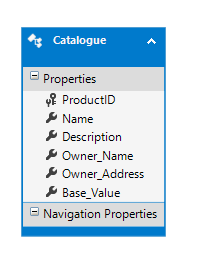 Catalogue
Properties
ProductID
Name
Description
Owner_Name
Owner_Address
Base_Value
Navigation Properties